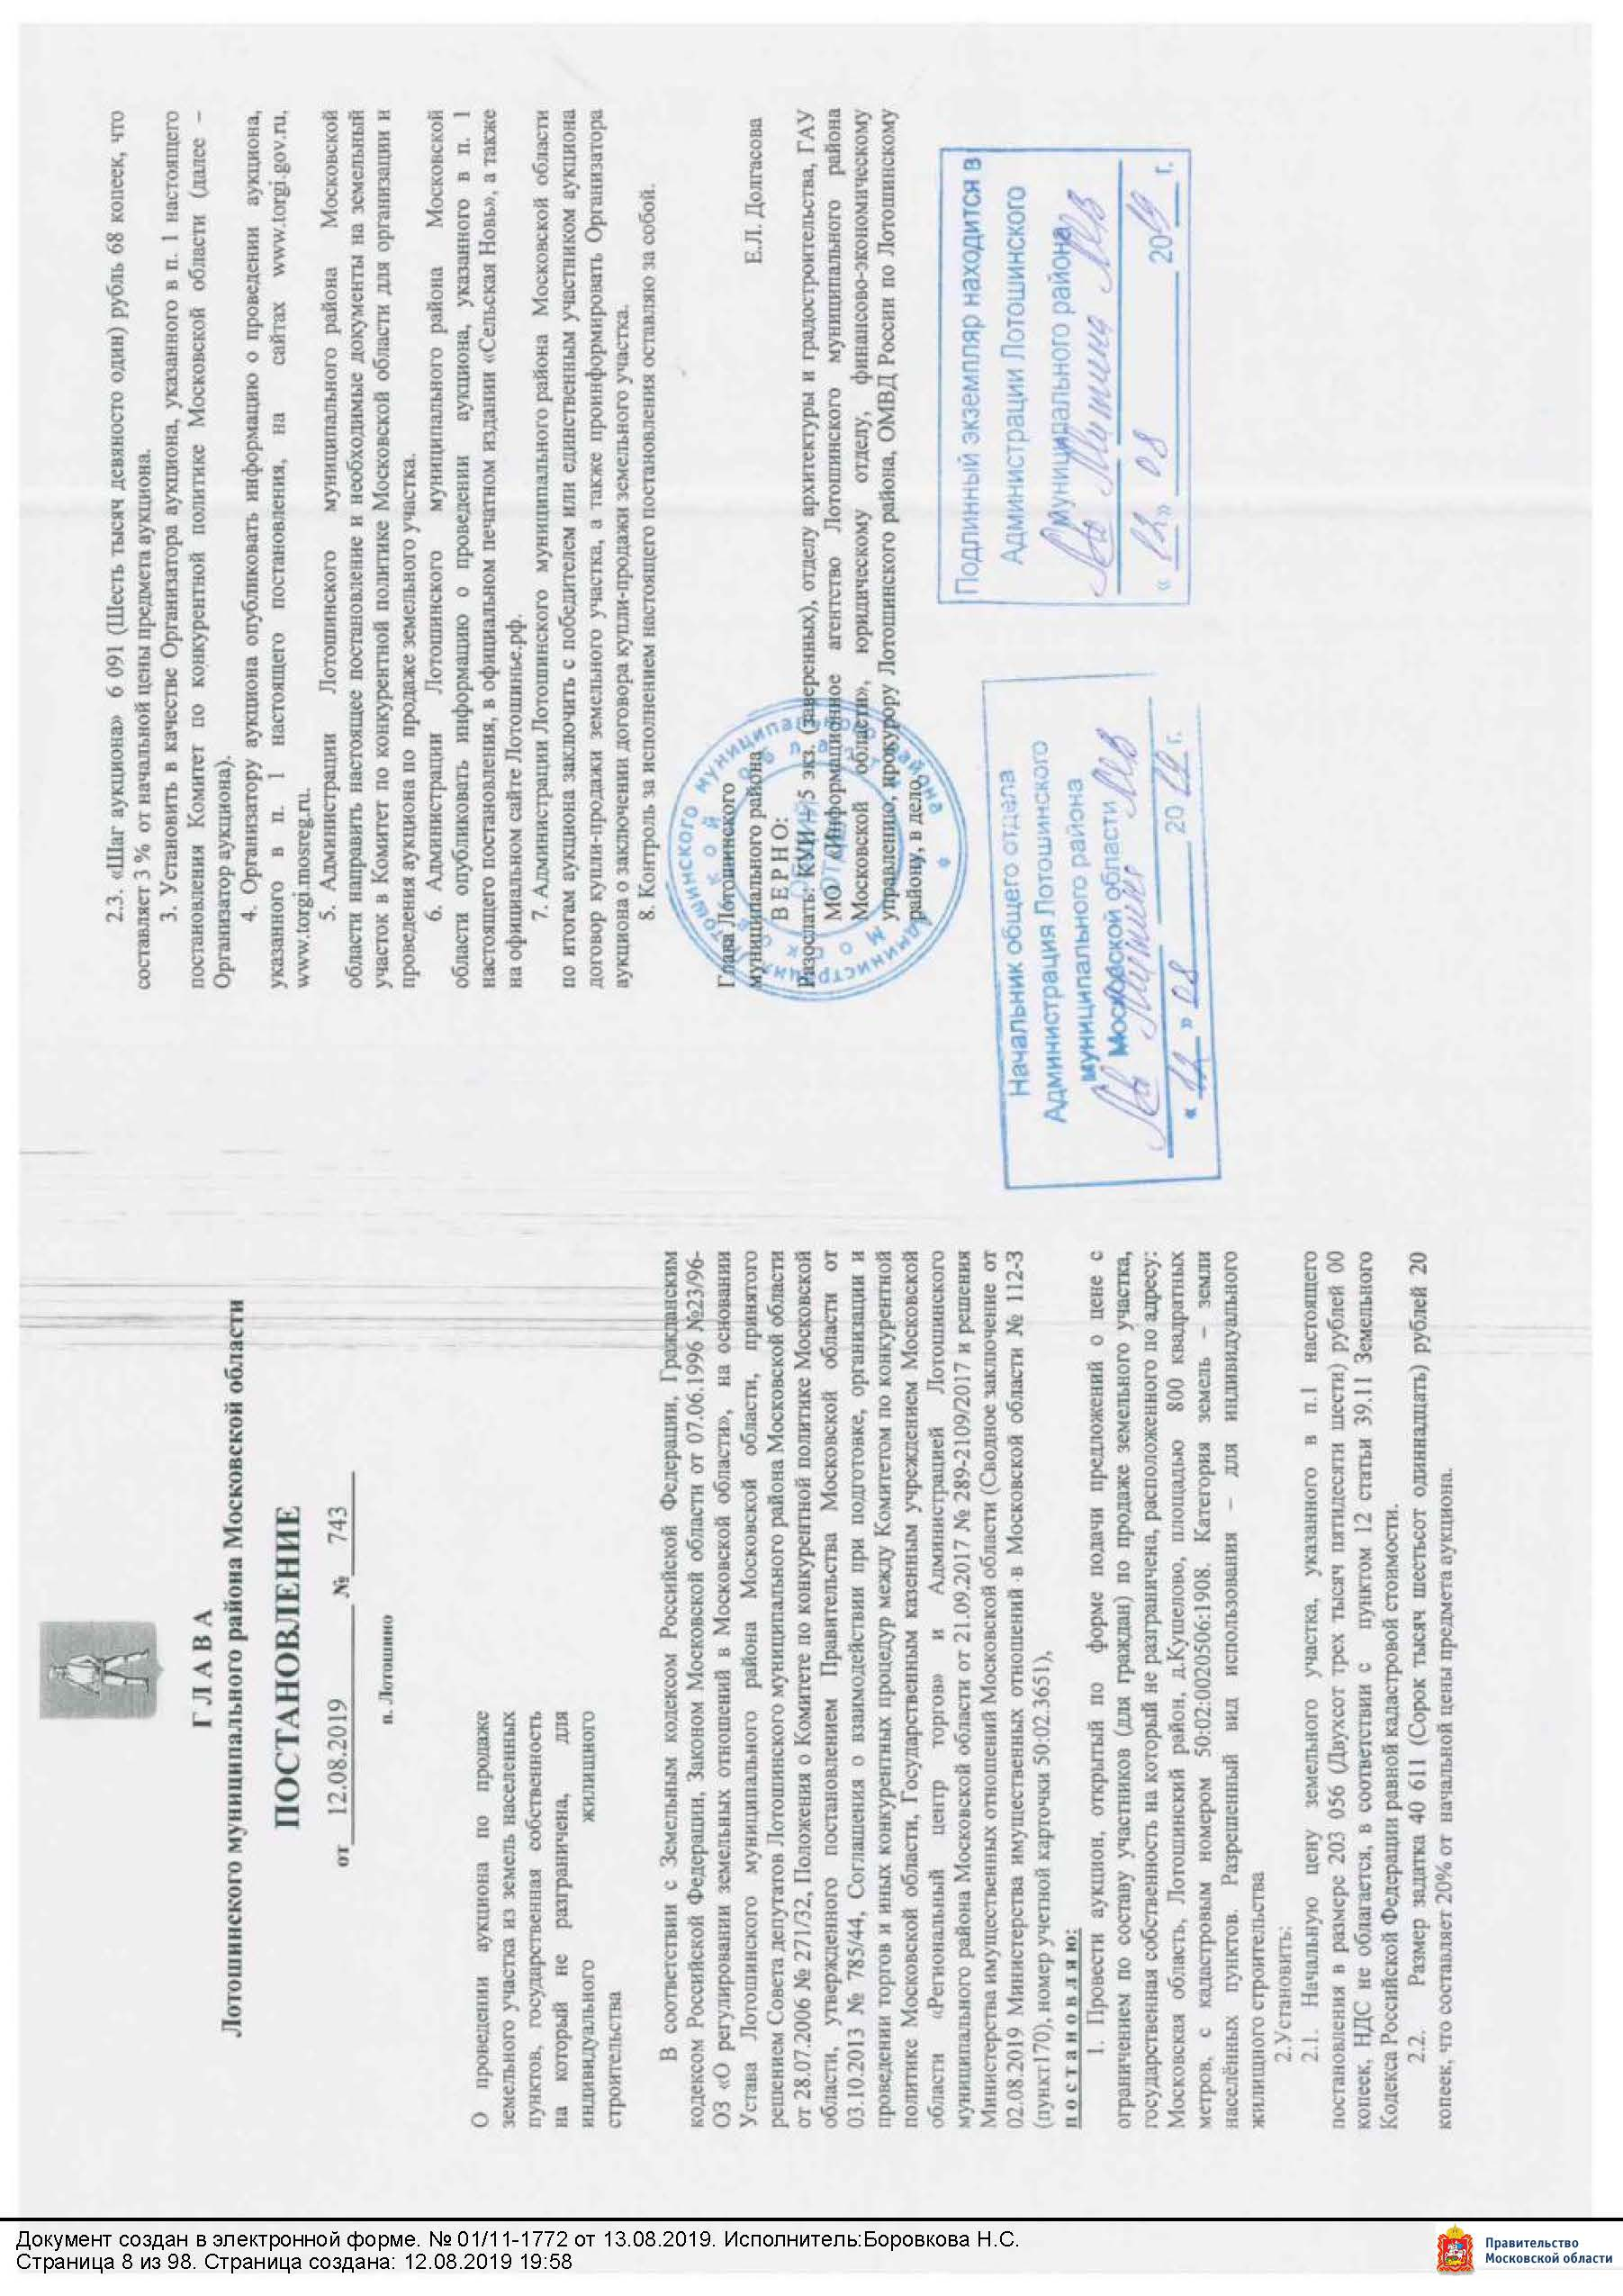 ГЛАВА
Лотошинского муниципального района Московской области
ПОСТАНОВЛЕНИЕ
от 12.08.2019 № 743
п. Лотошино
О проведении аукциона по продаже
земельного участка из земель населенных
пунктов, государственная собственность
на который не разграничена, для
индивидуального жилищного
строительства
В соответствии с Земельным кодексом Российской Федерации, Гражданским
кодексом Российской Федерации, Законом Московской области от 07.06.1996 №23/96-
ОЗ «О регулировании земельных отношений в Московской области», на основании
Устава Лотошинского муниципального района Московской области, принятого
решением Совета депутатов Лотошинского муниципального района Московской области
от 28.07.2006 № 271/32, Положения о Комитете по конкурентной политике Московской
области, утвержденного постановлением Правительства Московской области от
03.10.2013 № 785/44, Соглашения о взаимодействии при подготовке, организации и
проведении торгов и иных конкурентных процедур между Комитетом по конкурентной
политике Московской области, Государственным казенным учреждением Московской
области «Региональный центр торгов» и Администрацией Лотошинского
муниципального района Московской области от 21.09.2017 № 289-2109/2017 и решения
Министерства имущественных отношений Московской области (Сводное заключение от
02.08.2019 Министерства имущественных отношений в Московской области № 112-З
(пункт170), номер учетной карточки 50:02.3651),
постановляю:
1. Провести аукцион, открытый по форме подачи предложений о цене с
ограничением по составу участников (для граждан) по продаже земельного участка,
государственная собственность на который не разграничена, расположенного по адресу:
Московская область, Лотошинский район, д.Кушелово, площадью 800 квадратных
метров, с кадастровым номером 50:02:0020506:1908. Категория земель – земли
населённых пунктов. Разрешенный вид использования – для индивидуального
жилищного строительства
2.Установить:
2.1. Начальную цену земельного участка, указанного в п.1 настоящего
постановления в размере 203 056 (Двухсот трех тысяч пятидесяти шести) рублей 00
копеек, НДС не облагается, в соответствии с пунктом 12 статьи 39.11 Земельного
Кодекса Российской Федерации равной кадастровой стоимости.
2.2. Размер задатка 40 611 (Сорок тысяч шестьсот одиннадцать) рублей 20
копеек, что составляет 20% от начальной цены предмета аукциона.
2.3. «Шаг аукциона» 6 091 (Шесть тысяч девяносто один) рубль 68 копеек, что
составляет 3 % от начальной цены предмета аукциона.
3. Установить в качестве Организатора аукциона, указанного в п. 1 настоящего
постановления Комитет по конкурентной политике Московской области (далее –
Организатор аукциона).
4. Организатору аукциона опубликовать информацию о проведении аукциона,
указанного в п. 1 настоящего постановления, на сайтах www.torgi.gov.ru,
www.torgi.mosreg.ru.
5. Администрации Лотошинского муниципального района Московской
области направить настоящее постановление и необходимые документы на земельный
участок в Комитет по конкурентной политике Московской области для организации и
проведения аукциона по продаже земельного участка.
6. Администрации Лотошинского муниципального района Московской
области опубликовать информацию о проведении аукциона, указанного в п. 1
настоящего постановления, в официальном печатном издании «Сельская Новь», а также
на официальном сайте Лотошинье.рф.
7. Администрации Лотошинского муниципального района Московской области
по итогам аукциона заключить с победителем или единственным участником аукциона
договор купли-продажи земельного участка, а также проинформировать Организатора
аукциона о заключении договора купли-продажи земельного участка.
8. Контроль за исполнением настоящего постановления оставляю за собой.
Глава Лотошинского
муниципального района Е.Л. Долгасова
ВЕРНО:
Разослать: КУИ – 5 экз. (заверенных), отделу архитектуры и градостроительства, ГАУ
МО «Информационное агентство Лотошинского муниципального района
Московской области», юридическому отделу, финансово-экономическому
управлению, прокурору Лотошинского района, ОМВД России по Лотошинскому
району, в дело.
Начальник общего отдела
Администрация Лотошинского
муниципального района
Московской области
« 12 » 08 20 г.
Подлинный экземпляр находится в
Администрации Лотошинского
муниципального района
« 12 » 08 2019 г.
Документ создан в электронной форме. № 01/11-1772 от 13.08.2019. Исполнитель:Боровкова Н.С.
Страница 8 из 98. Страница создана: 12.08.2019 19:58
Правительство
Московской области